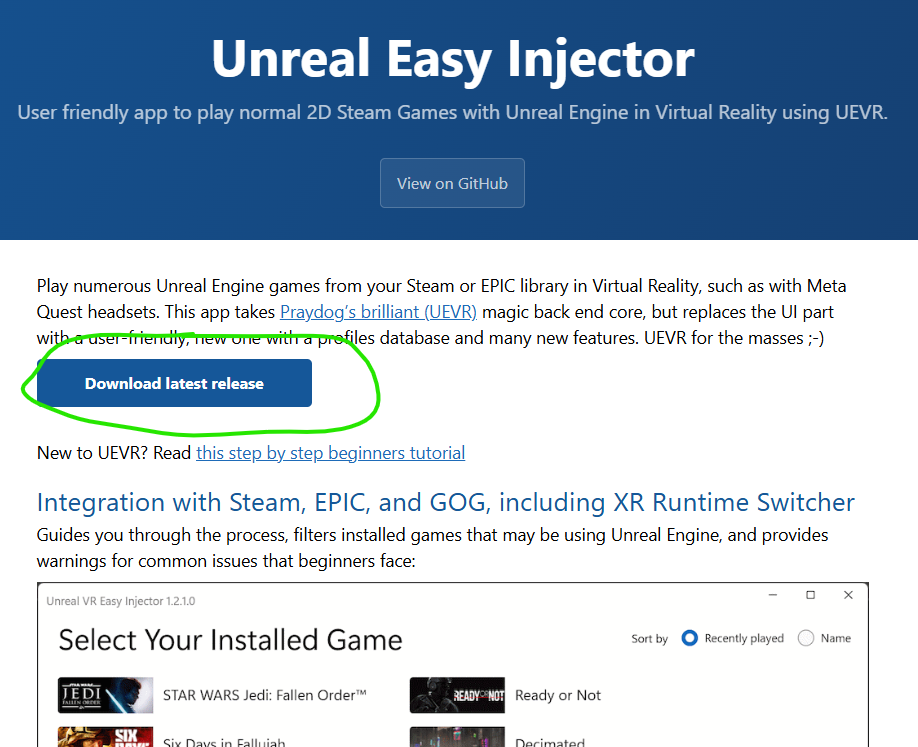 Unreal Easy Injector
User friendly app to play normal 2D Steam Games with Unreal Engine in Virtual Reality using UEVR.
View on GitHub
Play numerous Unreal Engine games from your Steam or EPIC library in Virtual Reality, such as with Meta
Quest headsets. This app takes Praydog's brilliant (UEVR) magic back end core, but replaces the UI part
with a user-friendly, new one with a profiles database and many new features. UEVR for the masses ;-)
Download latest release
New to UEVR? Read this step by step beginners tutorial
Integration with Steam, EPIC, and GOG, including XR Runtime Switcher
Guides you through the process, filters installed games that may be using Unreal Engine, and provides
warnings for common issues that beginners face:
Unreal VR Easy Injector 1.2.1.0
Select Your Installed Game
Sort by Recently played Name
STAR WARS
JEDI
FALLEN ORDER
STAR WARS Jedi: Fallen Order™
READY OR NOT
Ready or Not
SIX
DAYS
Six Days in Fallujah
Decimated